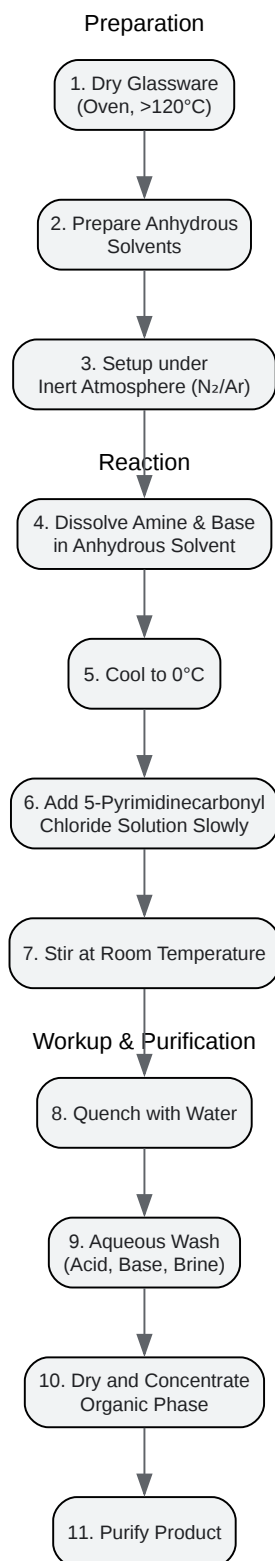 Preparation
1. Dry Glassware
(Oven, >120°C)
2. Prepare Anhydrous
Solvents
3. Setup under
Inert Atmosphere (N₂/Ar)
Reaction
4. Dissolve Amine & Base
in Anhydrous Solvent
5. Cool to 0°C
6. Add 5-Pyrimidinecarbonyl
Chloride Solution Slowly
7. Stir at Room Temperature
Workup & Purification
8. Quench with Water
9. Aqueous Wash
(Acid, Base, Brine)
10. Dry and Concentrate
Organic Phase
11. Purify Product